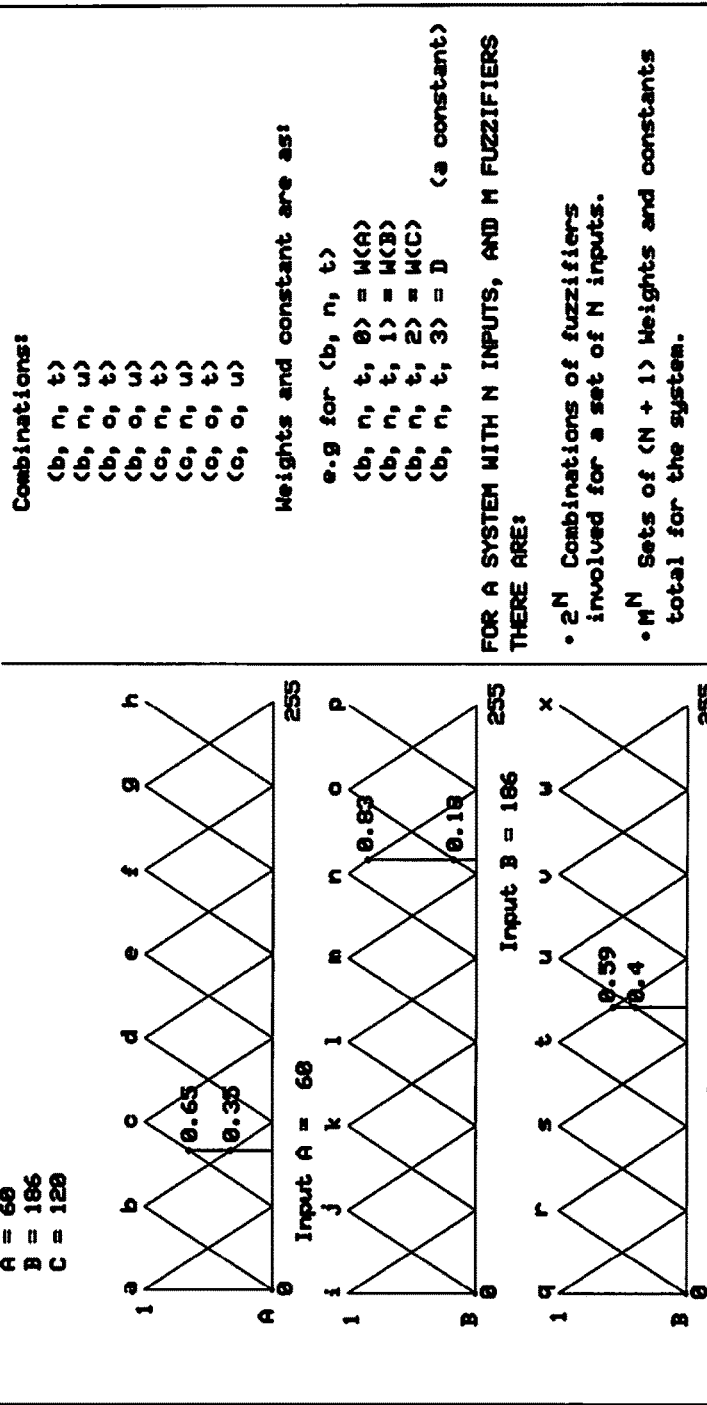 A = 60
B = 186
C = 120
a b c d e f g h
1
0.65
0.35
A
0 255
Input A = 60
i j k l m n o p
1
0.83
0.18
B
0 255
Input B = 186
q r s t u v w x
1
0.59
0.4
B
0 255
Combinations:
(b, n, t)
(b, n, u)
(b, o, t)
(b, o, u)
(c, n, t)
(c, n, u)
(c, o, t)
(c, o, u)
Weights and constant are as:
e.g for (b, n, t)
(b, n, t, 0) = W(A)
(b, n, t, 1) = W(B)
(b, n, t, 2) = W(C)
(b, n, t, 3) = D (a constant)
FOR A SYSTEM WITH N INPUTS, AND M FUZZIFIERS
THERE ARE:
• 2^N Combinations of fuzzifiers
involved for a set of N inputs.
• M^N Sets of (N + 1) Weights and constants
total for the system.